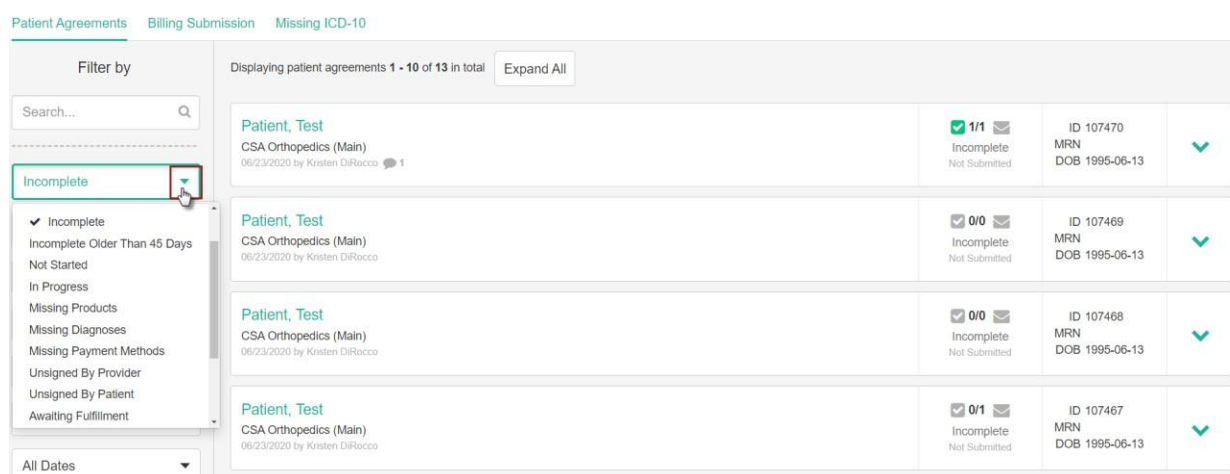 Patient Agreements Billing Submission Missing ICD-10
Filter by
Search...
Incomplete
Incomplete
Incomplete Older Than 45 Days
Not Started
In Progress
Missing Products
Missing Diagnoses
Missing Payment Methods
Unsigned By Provider
Unsigned By Patient
Awaiting Fulfillment
All Dates
Displaying patient agreements 1 - 10 of 13 in total Expand All
Patient, Test
CSA Orthopedics (Main)
06/23/2020 by Kristen DiRocco 1
1/1
Incomplete
Not Submitted
ID 107470
MRN
DOB 1995-06-13
Patient, Test
CSA Orthopedics (Main)
06/23/2020 by Kristen DiRocco
0/0
Incomplete
Not Submitted
ID 107469
MRN
DOB 1995-06-13
Patient, Test
CSA Orthopedics (Main)
06/23/2020 by Kristen DiRocco
0/0
Incomplete
Not Submitted
ID 107468
MRN
DOB 1995-06-13
Patient, Test
CSA Orthopedics (Main)
06/23/2020 by Kristen DiRocco
0/1
Incomplete
Not Submitted
ID 107467
MRN
DOB 1995-06-13